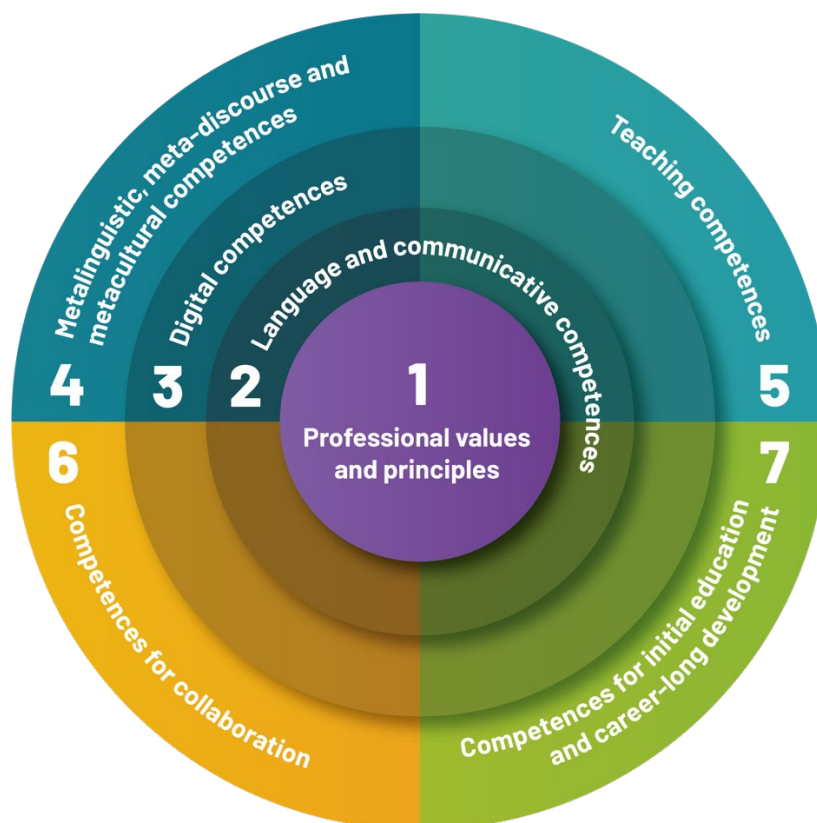 1
Professional values
and principles
2
Language and communicative competences
3
Digital competences
4
Metalinguistic, meta-discourse and
metacultural competences
5
Teaching competences
6
Competences for collaboration
7
Competences for initial education
and career-long development